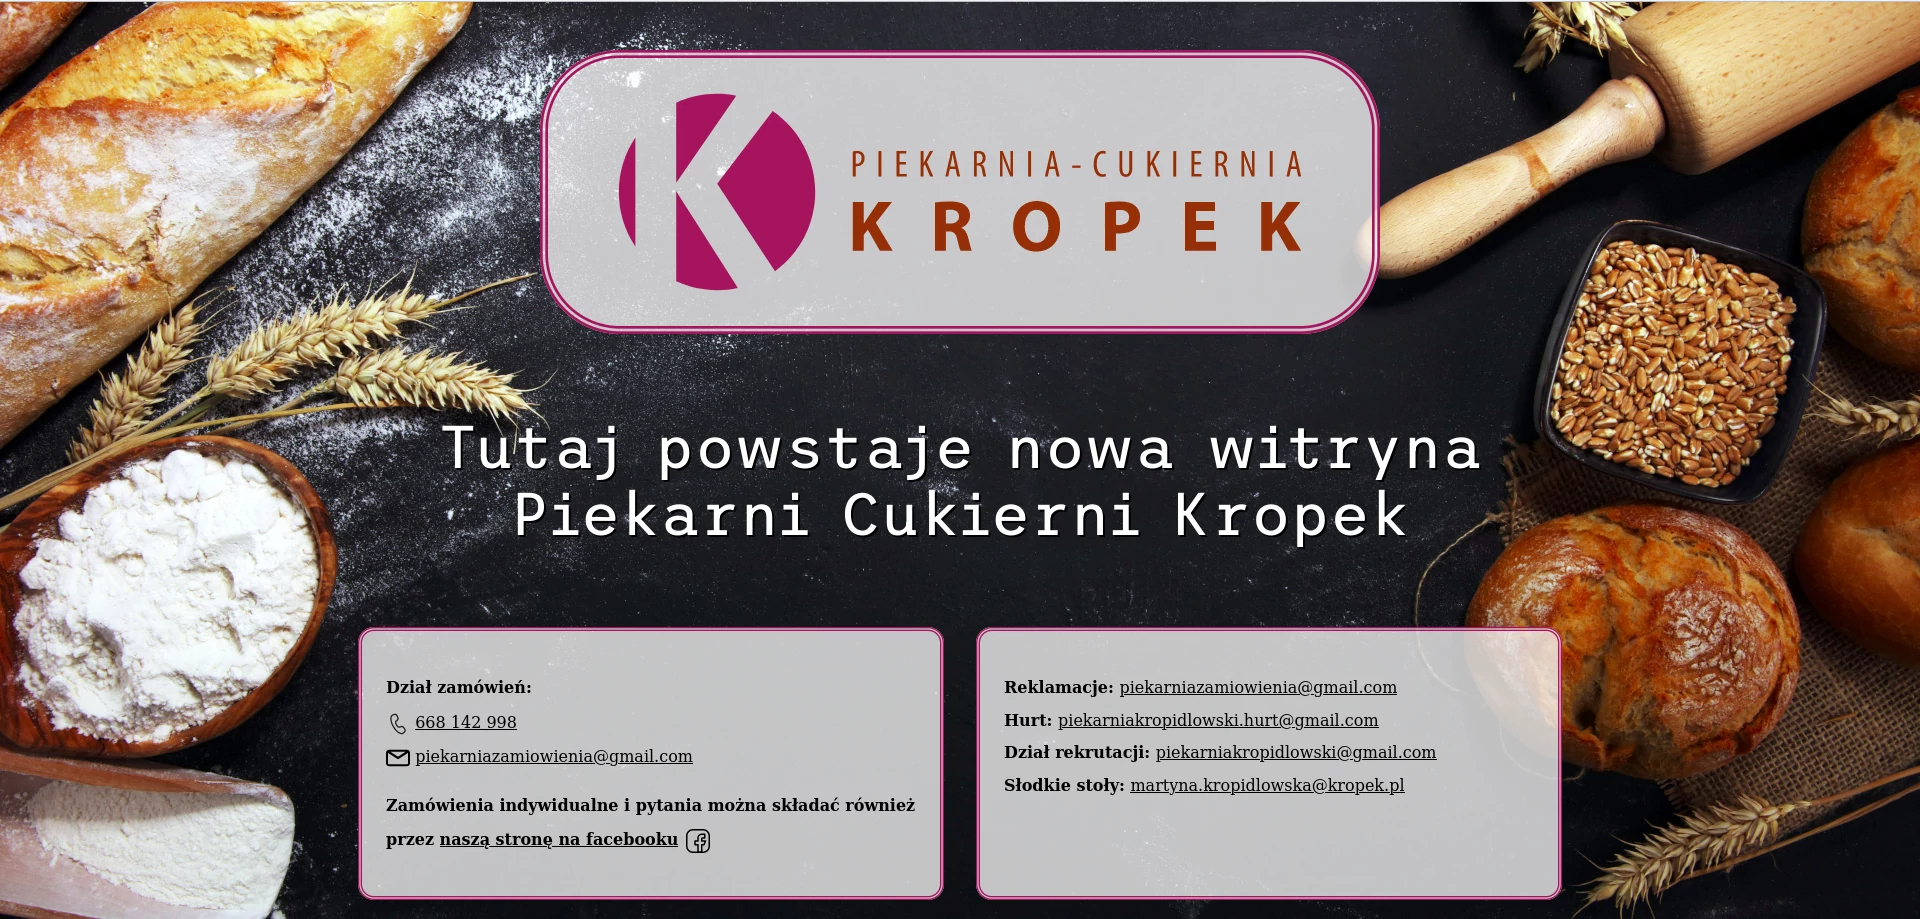 PIEKARNIA-CUKIERNIA
KROPEK
Tutaj powstaje nowa witryna
Piekarni Cukierni Kropek
Dział zamówień:
668 142 998
piekarniazamiowienia@gmail.com
Zamówienia indywidualne i pytania można składać również
przez naszą stronę na facebooku
Reklamacje: piekarniazamiowienia@gmail.com
Hurt: piekarniakropidlowski.hurt@gmail.com
Dział rekrutacji: piekarniakropidlowski@gmail.com
Słodkie stoły: martyna.kropidlowska@kropek.pl